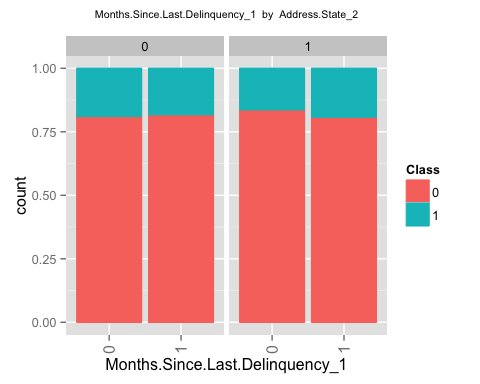 Months.Since.Last.Delinquency_1 by Address.State_2
0 1
1.00
0.75
0.50
0.25
0.00
count
0 1 0 1
Months.Since.Last.Delinquency_1
Class
0
1